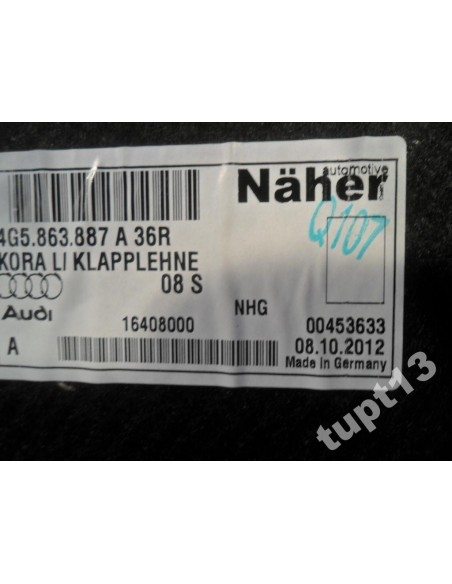 Näher
automotive
Q107
4G5.863.887 A 36R
KORA LI KLAPPLEHNE
08 S
Audi
NHG
16408000
00453633
A
08.10.2012
Made in Germany
tupt13